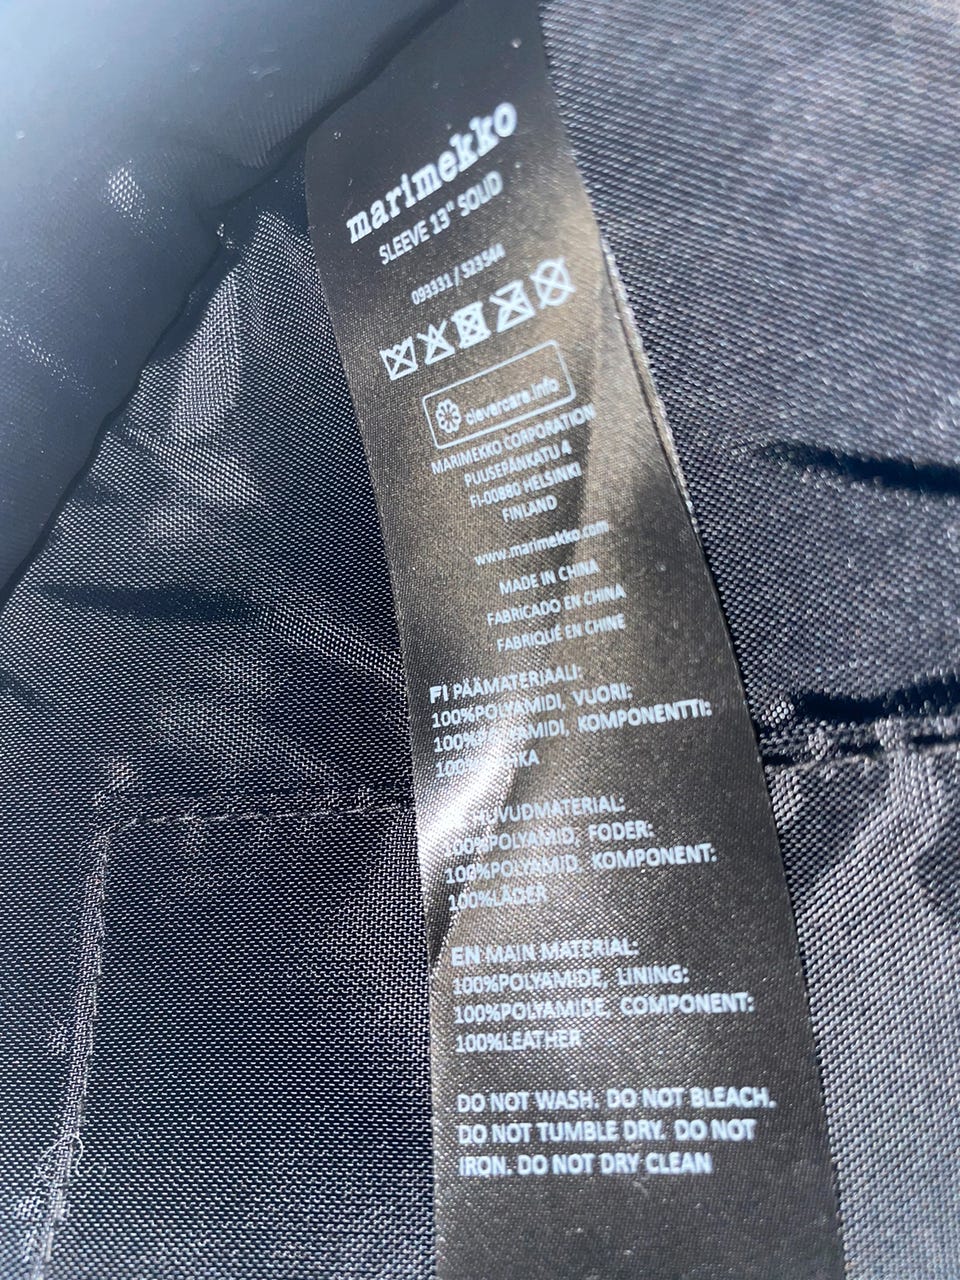 marimekko
SLEEVE 13" SOLID
093331 / 323544
clevercare.info
MARIMEKKO CORPORATION
PUUSEPÄNKATU 4
FI-00880 HELSINKI
FINLAND
www.marimekko.com
MADE IN CHINA
FABRICADO EN CHINA
FABRIQUÉ EN CHINE
FI PÄÄMATERIAALI:
100%POLYAMIDI, VUORI:
100%POLYAMIDI, KOMPONENTTI:
HUVUDMATERIAL:
100%POLYAMID, FODER:
100%POLYAMID, KOMPONENT:
100%LÄDER
EN MAIN MATERIAL:
100%POLYAMIDE, LINING:
100%POLYAMIDE, COMPONENT:
100%LEATHER
DO NOT WASH. DO NOT BLEACH.
DO NOT TUMBLE DRY. DO NOT
IRON. DO NOT DRY CLEAN